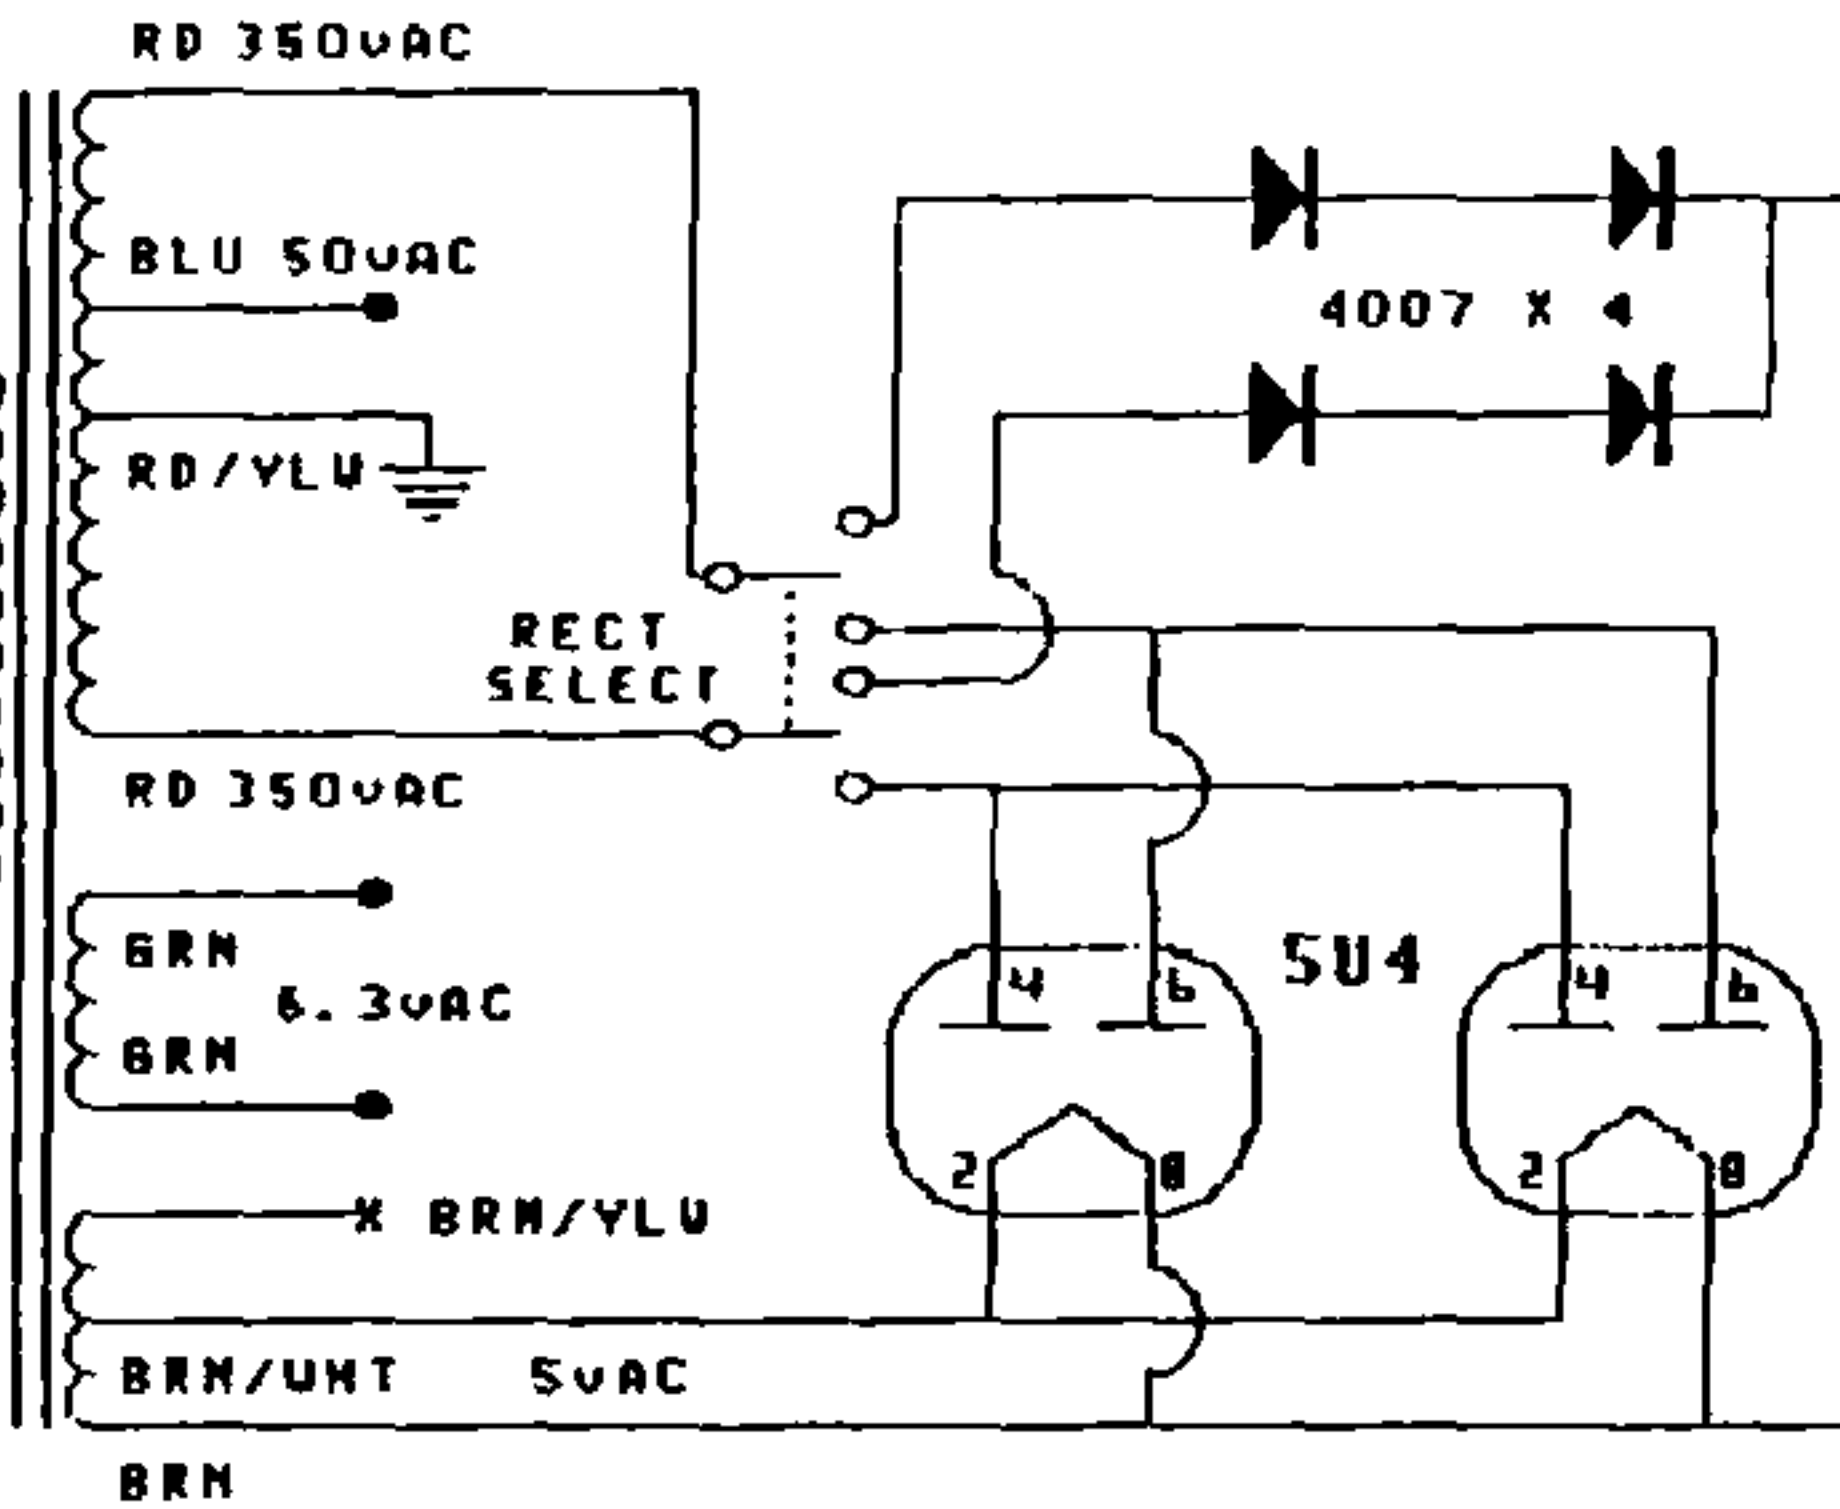 RD 350vAC
BLU 50vAC
4007 X 4
RD/YLW
RECT
SELECT
RD 350vAC
GRN
6.3vAC
GRN
5U4
4 6
4 6
2 8
2 8
X BRN/YLW
BRN/WHT 5vAC
BRN